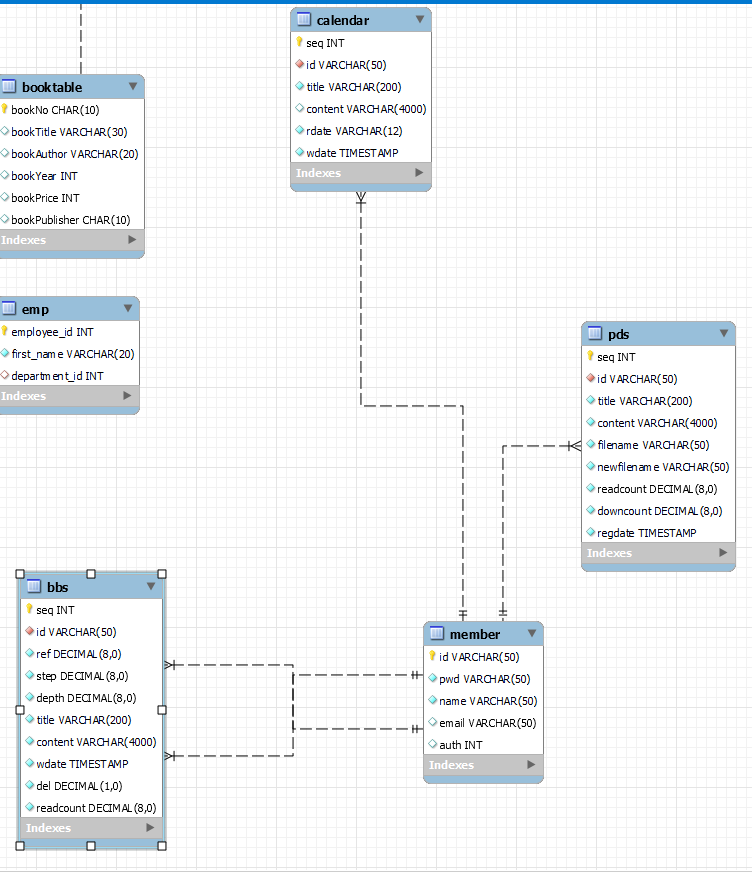 calendar
seq INT
id VARCHAR(50)
title VARCHAR(200)
content VARCHAR(4000)
rdate VARCHAR(12)
wdate TIMESTAMP
Indexes
booktable
bookNo CHAR(10)
bookTitle VARCHAR(30)
bookAuthor VARCHAR(20)
bookYear INT
bookPrice INT
bookPublisher CHAR(10)
Indexes
emp
employee_id INT
first_name VARCHAR(20)
department_id INT
Indexes
pds
seq INT
id VARCHAR(50)
title VARCHAR(200)
content VARCHAR(4000)
filename VARCHAR(50)
newfilename VARCHAR(50)
readcount DECIMAL(8,0)
downcount DECIMAL(8,0)
regdate TIMESTAMP
Indexes
bbs
seq INT
id VARCHAR(50)
ref DECIMAL(8,0)
step DECIMAL(8,0)
depth DECIMAL(8,0)
title VARCHAR(200)
content VARCHAR(4000)
wdate TIMESTAMP
del DECIMAL(1,0)
readcount DECIMAL(8,0)
Indexes
member
id VARCHAR(50)
pwd VARCHAR(50)
name VARCHAR(50)
email VARCHAR(50)
auth INT
Indexes